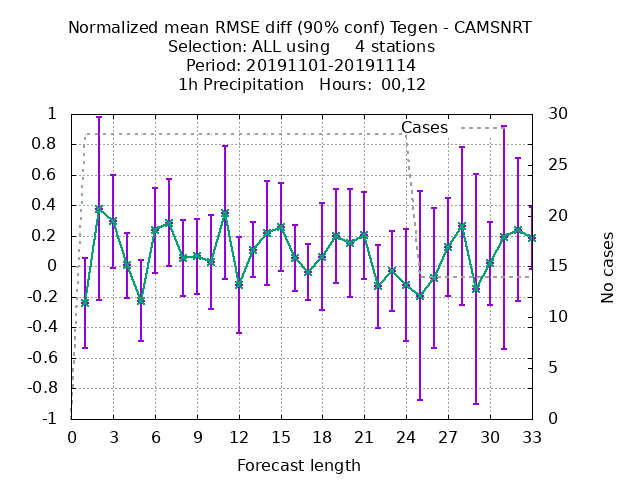 Normalized mean RMSE diff (90% conf) Tegen - CAMSNRT
Selection: ALL using     4 stations
Period: 20191101-20191114
1h Precipitation   Hours: 00,12
Cases
1
0.8
0.6
0.4
0.2
0
-0.2
-0.4
-0.6
-0.8
-1
30
25
20
15
10
5
0
No cases
0 3 6 9 12 15 18 21 24 27 30 33
Forecast length